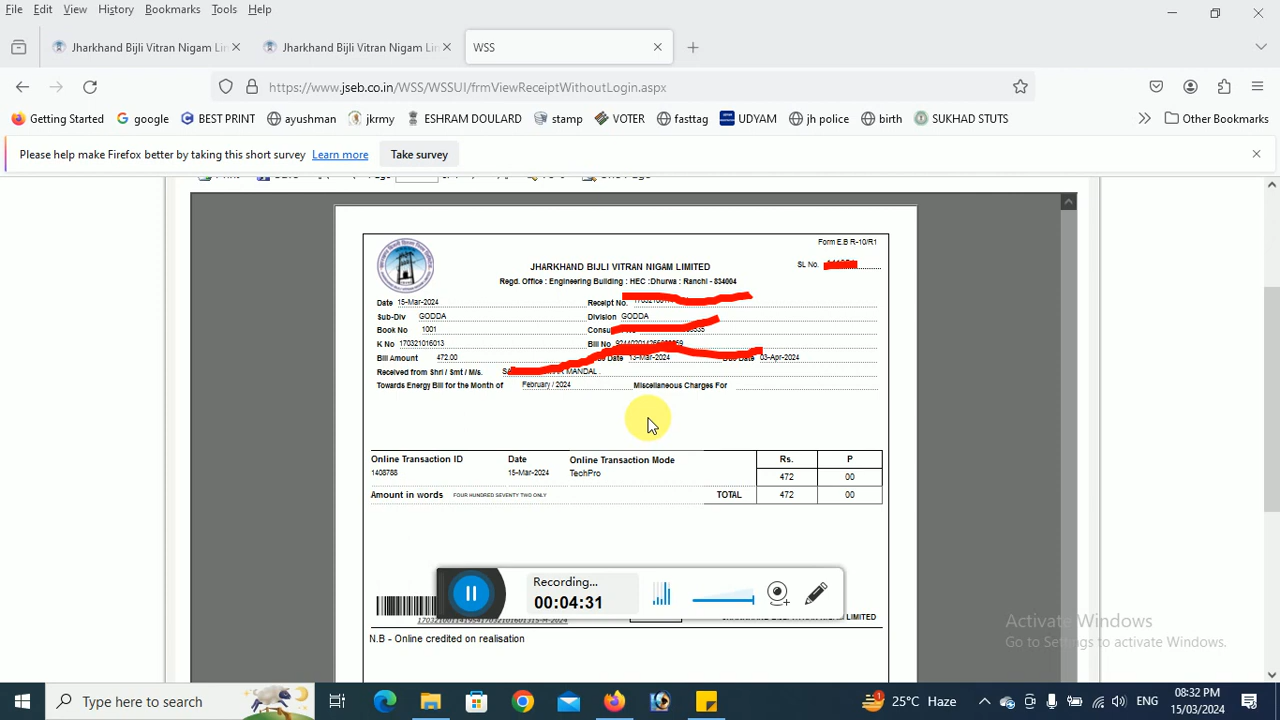 File Edit View History Bookmarks Tools Help
Jharkhand Bijli Vitran Nigam Lin
Jharkhand Bijli Vitran Nigam Lin
WSS
https://www.jseb.co.in/WSS/WSSUI/frmViewReceiptWithoutLogin.aspx
Getting Started google BEST PRINT ayushman jkrmy ESHRAM DOULARD stamp VOTER fasttag UDYAM jh police birth SUKHAD STUTS Other Bookmarks
Please help make Firefox better by taking this short survey Learn more Take survey
Form E.B R-10/R1
SL No.
JHARKHAND BIJLI VITRAN NIGAM LIMITED
Regd. Office : Engineering Building : HEC :Dhurwa : Ranchi - 834004
Date 15-Mar-2024 Receipt No.
Sub-Div GODDA Division GODDA
Book No 1001
K No 170321016013 Bill No
Bill Amount 472.00 Date 13-Mar-2024 Date 03-Apr-2024
Received from Shri / Smt / M/s. MANDAL
Towards Energy Bill for the Month of February / 2024 Miscellaneous Charges For
Online Transaction ID Date Online Transaction Mode Rs. P
1408788 15-Mar-2024 TechPro 472 00
Amount in words FOUR HUNDRED SEVENTY TWO ONLY TOTAL 472 00
Recording...
00:04:31
LIMITED
N.B - Online credited on realisation
Activate Windows
Go to Settings to activate Windows.
Type here to search
1
25°C Haze
ENG
08:32 PM
15/03/2024